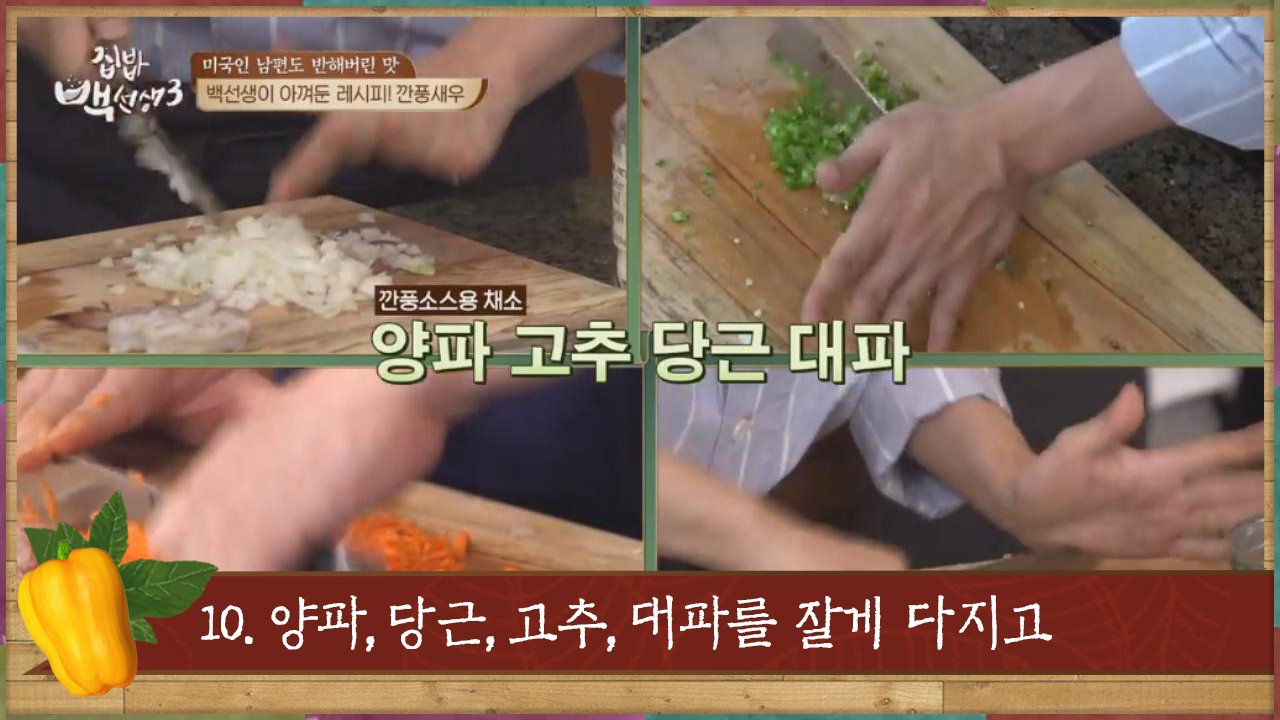 집밥
백선생3
미국인 남편도 반해버린 맛
백선생이 아껴둔 레시피! 깐풍새우
깐풍소스용 채소
양파 고추 당근 대파
10. 양파, 당근, 고추, 대파를 잘게 다지고